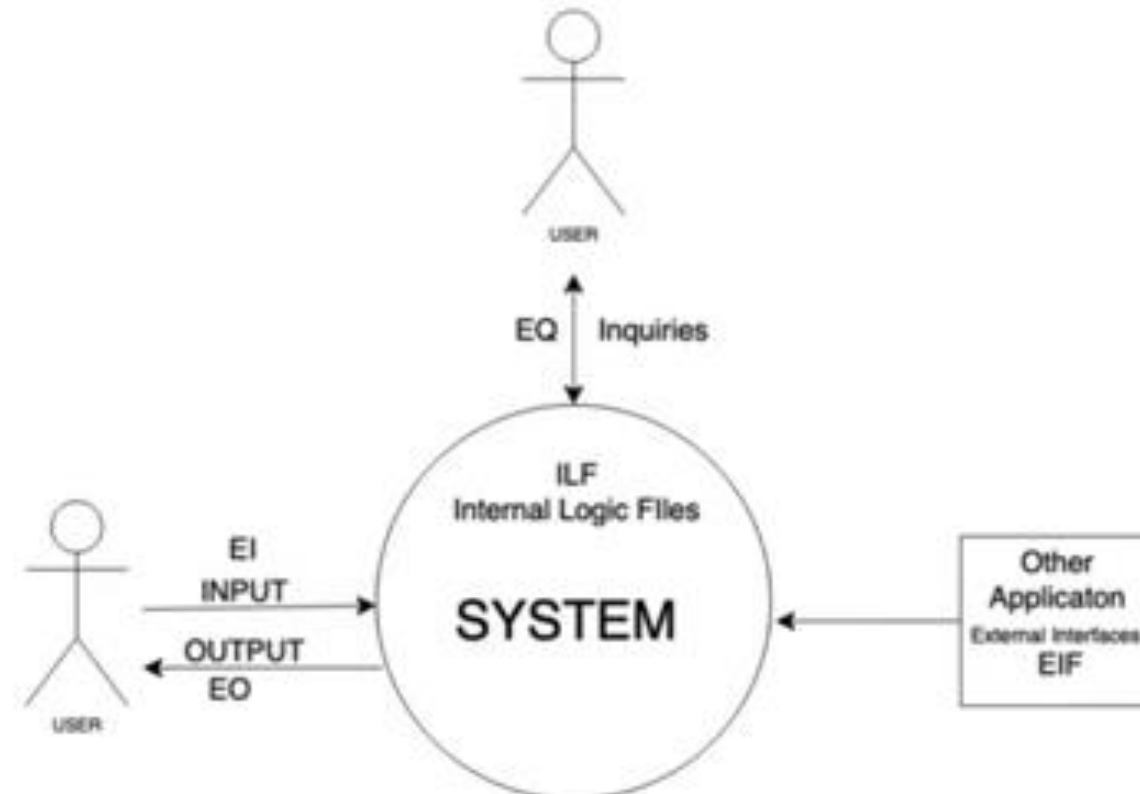 USER
EQ Inquiries
ILF
Internal Logic FIles
SYSTEM
EI
INPUT
OUTPUT
EO
USER
Other
Applicaton
External Interfaces
EIF